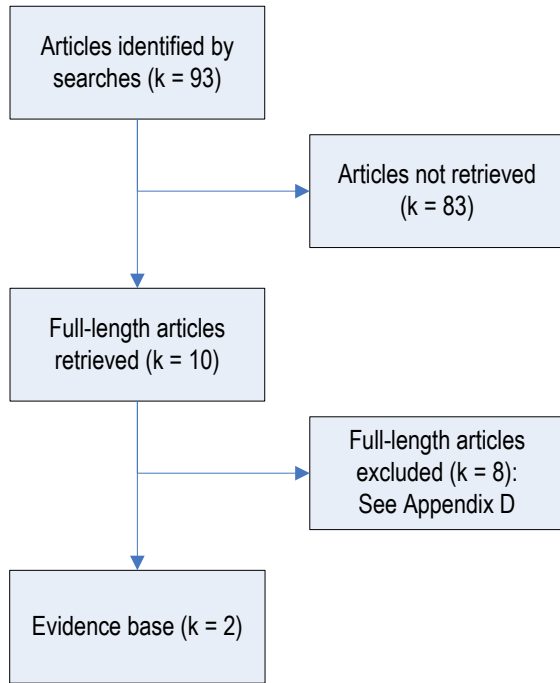 Articles identified by
searches (k = 93)
Articles not retrieved
(k = 83)
Full-length articles
retrieved (k = 10)
Full-length articles
excluded (k = 8):
See Appendix D
Evidence base (k = 2)